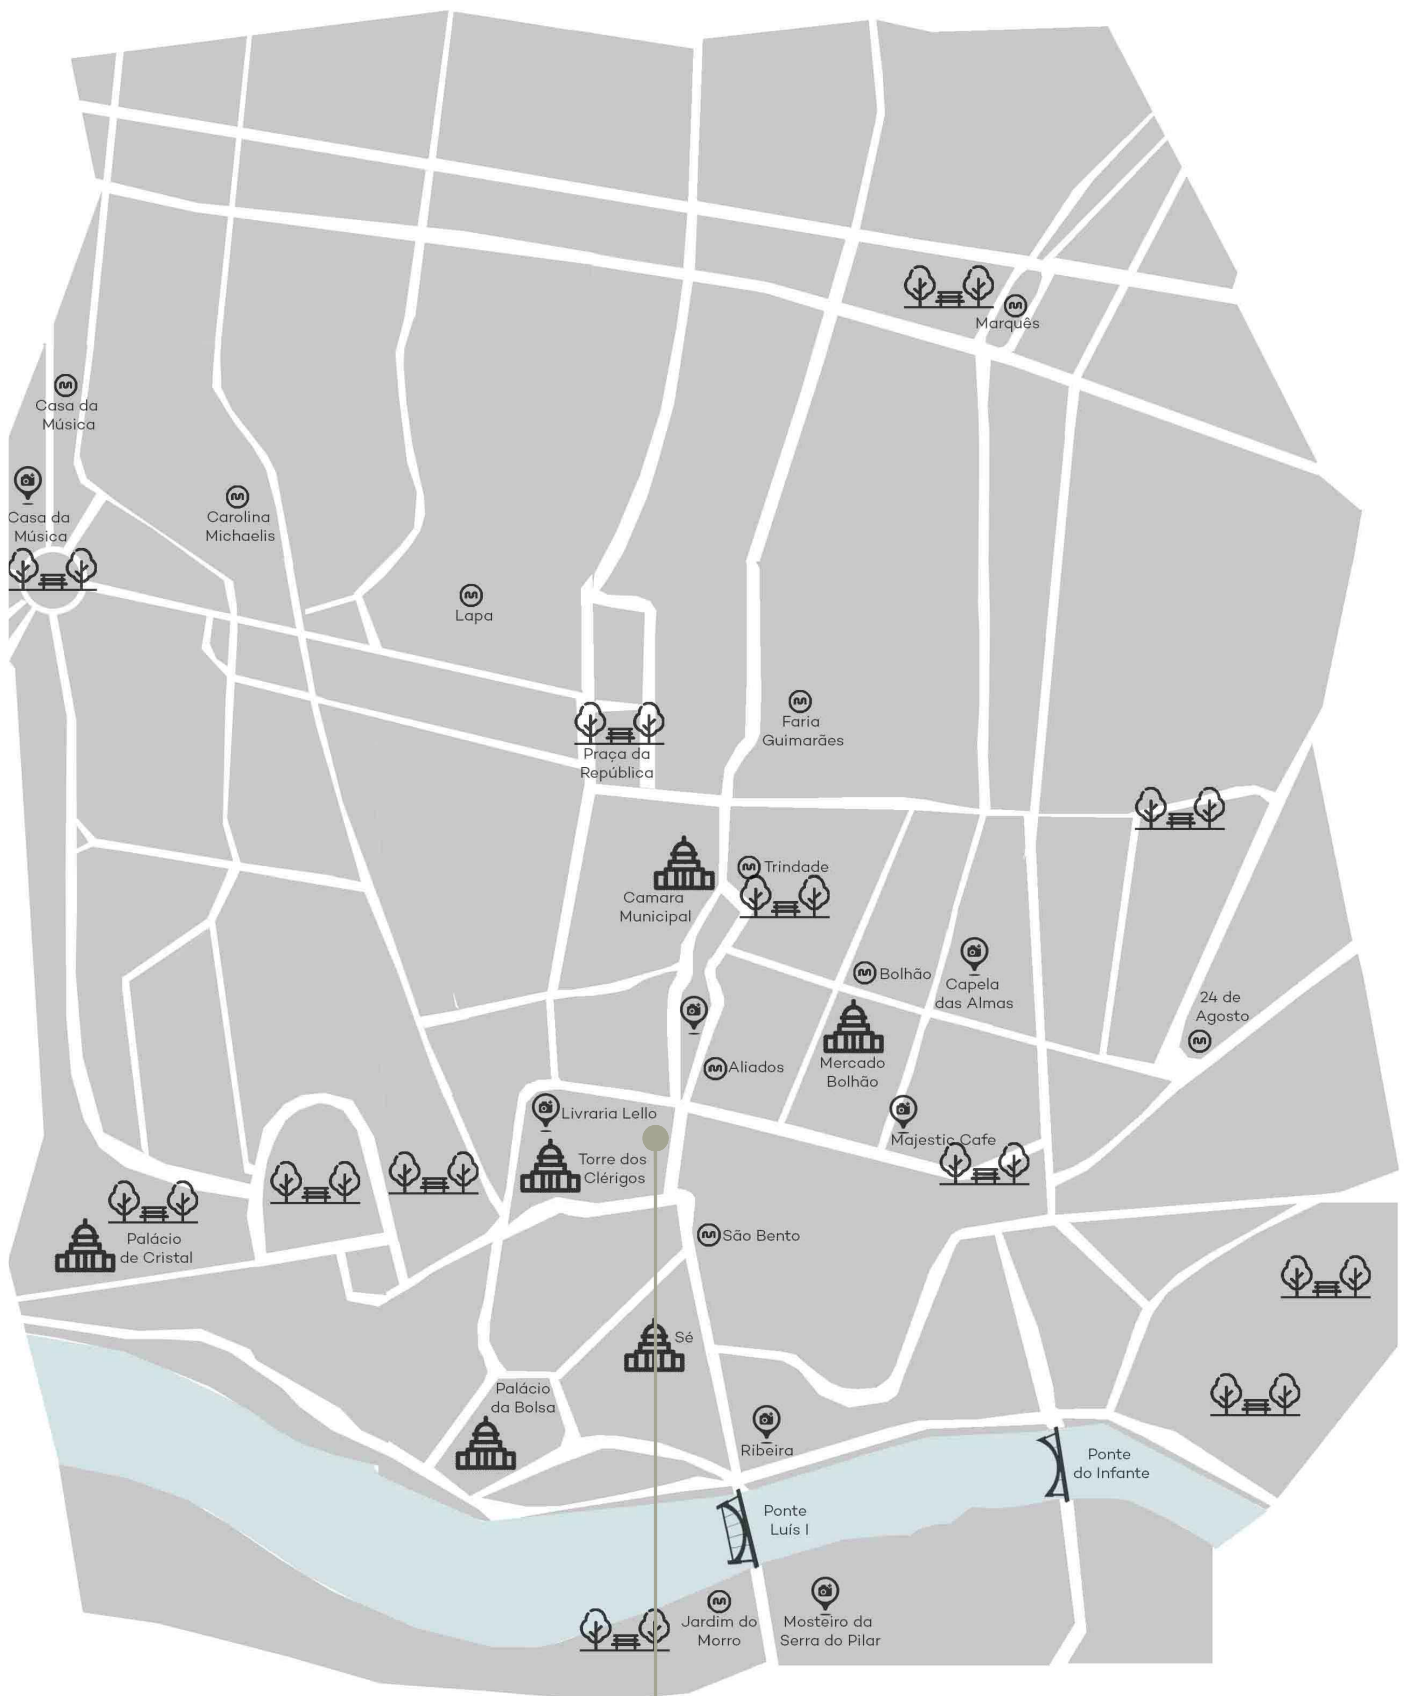 Marquês
Casa da
Música
Casa da
Música
Carolina
Michaelis
Lapa
Faria
Guimarães
Praça da
República
Trindade
Camara
Municipal
Bolhão
Capela
das Almas
24 de
Agosto
Mercado
Bolhão
Aliados
Livraria Lello
Majestic Cafe
Torre dos
Clérigos
Palácio
de Cristal
São Bento
Sé
Palácio
da Bolsa
Ribeira
Ponte
do Infante
Ponte
Luís I
Jardim do
Morro
Mosteiro da
Serra do Pilar